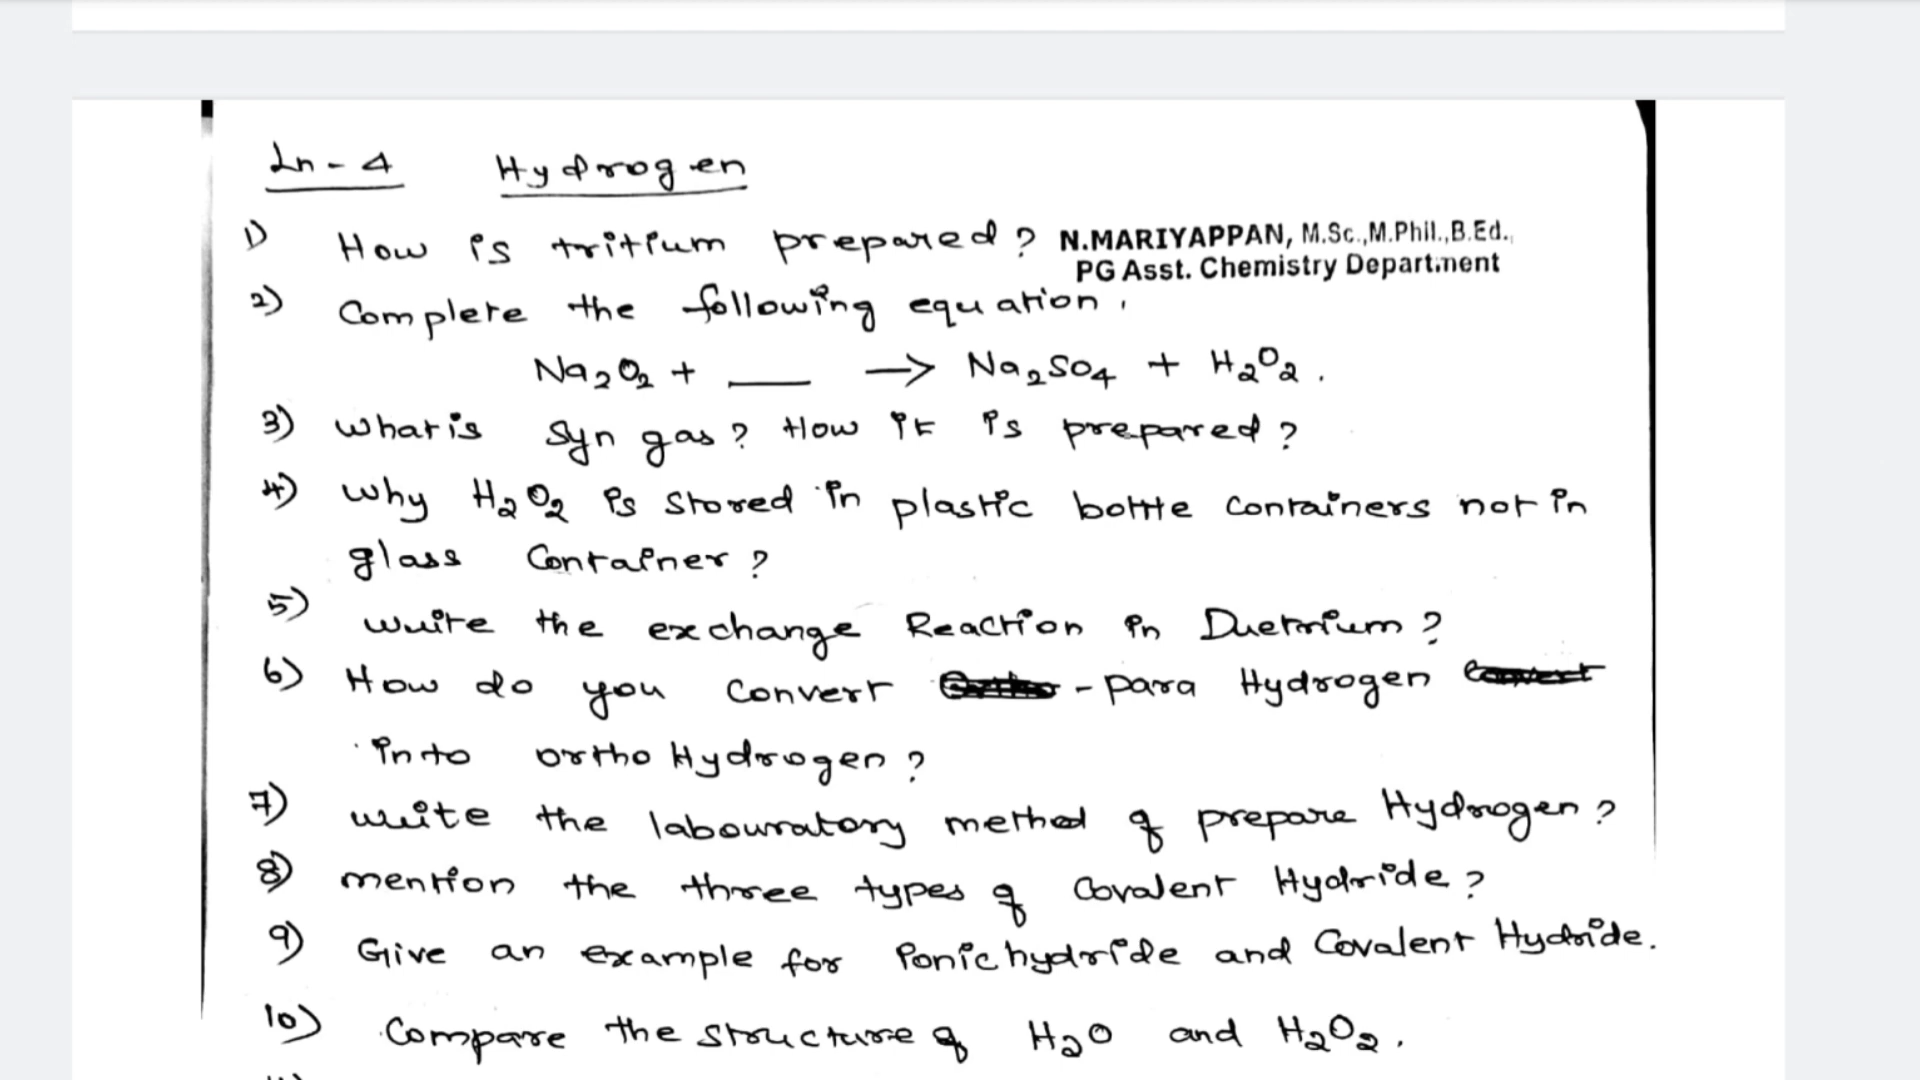 Ln - 4 Hydrogen
1) How is tritium prepared? N.MARIYAPPAN, M.Sc.,M.Phil.,B.Ed.,
PG Asst. Chemistry Department
2) Complete the following equation.
Na₂O₂ + ___ → Na₂SO₄ + H₂O₂.
3) what is Syn gas? How it is prepared?
4) why H₂O₂ is stored in plastic bottle containers not in
glass Container?
5) write the exchange Reaction in Duetrium?
6) How do you convert - para Hydrogen
into ortho Hydrogen?
7) write the labouratory method of prepare Hydrogen?
8) mention the three types of Covalent Hydride?
9) Give an example for ionic hydride and Covalent Hydride.
10) Compare the structure of H₂O and H₂O₂.